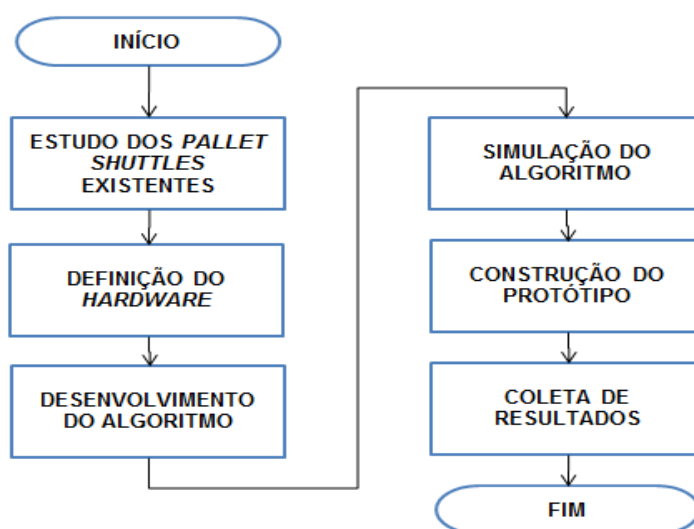 INÍCIO
ESTUDO DOS PALLET
SHUTTLES
EXISTENTES
DEFINIÇÃO DO
HARDWARE
DESENVOLVIMENTO
DO ALGORITMO
SIMULAÇÃO DO
ALGORITMO
CONSTRUÇÃO DO
PROTÓTIPO
COLETA DE
RESULTADOS
FIM